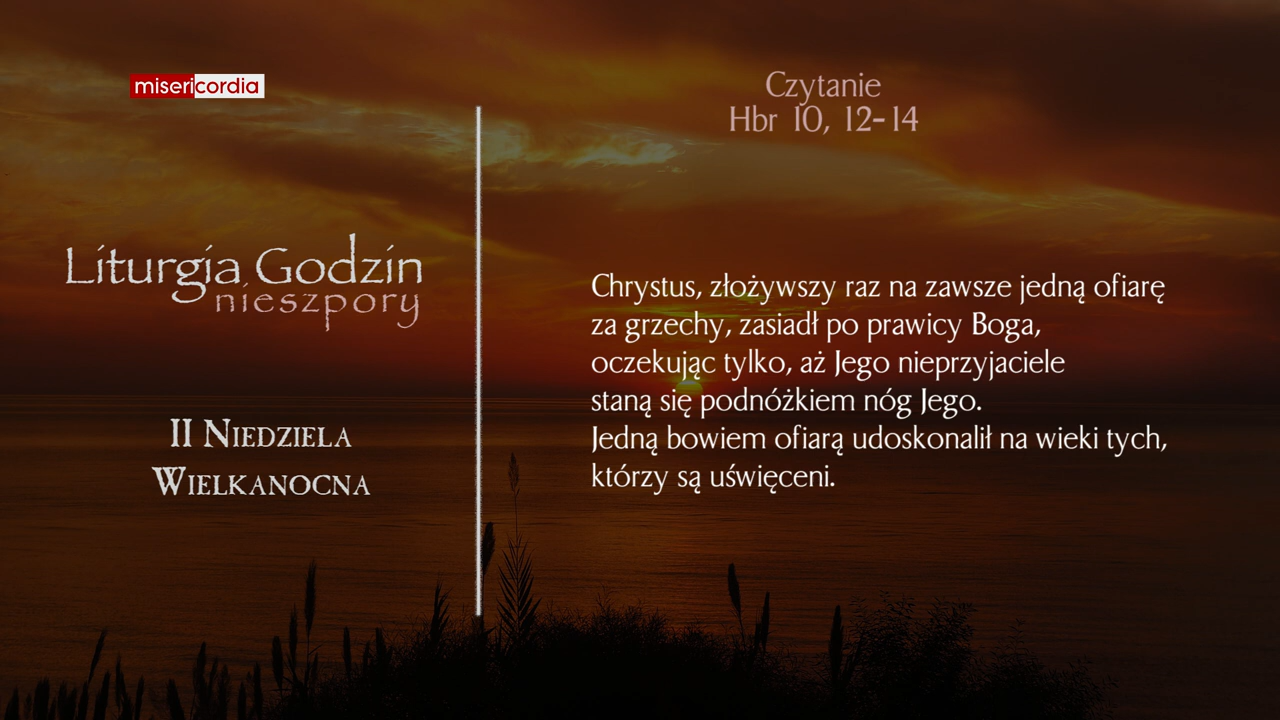 misericordia
Liturgia Godzin
nieszpory
II Niedziela
Wielkanocna
Czytanie
Hbr 10, 12-14
Chrystus, złożywszy raz na zawsze jedną ofiarę
za grzechy, zasiadł po prawicy Boga,
oczekując tylko, aż Jego nieprzyjaciele
staną się podnóżkiem nóg Jego.
Jedną bowiem ofiarą udoskonalił na wieki tych,
którzy są uświęceni.